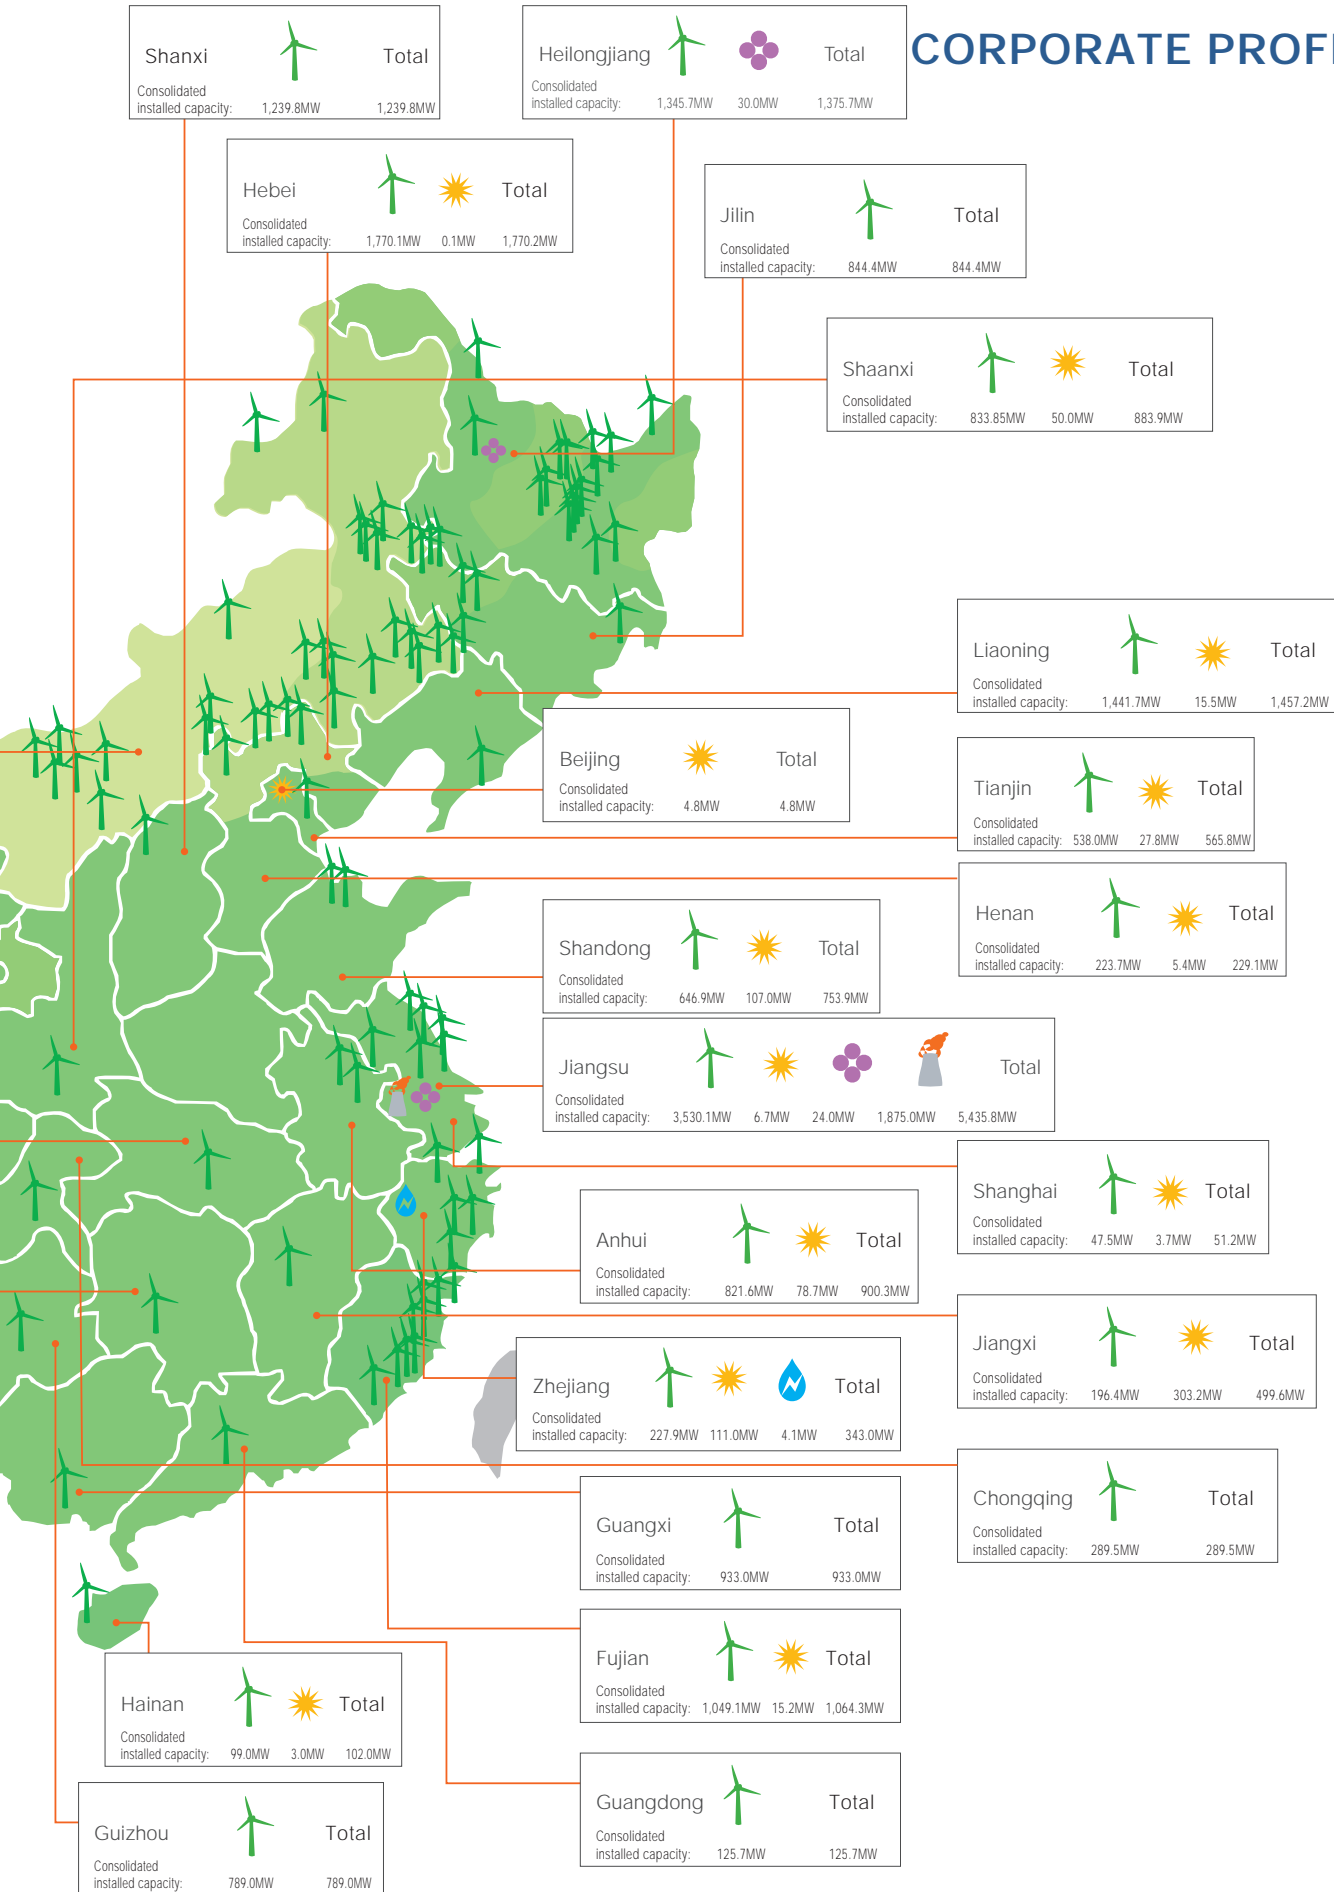 CORPORATE PROFI
Shanxi Total
Consolidated
installed capacity: 1,239.8MW 1,239.8MW
Heilongjiang Total
Consolidated
installed capacity: 1,345.7MW 30.0MW 1,375.7MW
Hebei Total
Consolidated
installed capacity: 1,770.1MW 0.1MW 1,770.2MW
Jilin Total
Consolidated
installed capacity: 844.4MW 844.4MW
Shaanxi Total
Consolidated
installed capacity: 833.85MW 50.0MW 883.9MW
Liaoning Total
Consolidated
installed capacity: 1,441.7MW 15.5MW 1,457.2MW
Beijing Total
Consolidated
installed capacity: 4.8MW 4.8MW
Tianjin Total
Consolidated
installed capacity: 538.0MW 27.8MW 565.8MW
Henan Total
Consolidated
installed capacity: 223.7MW 5.4MW 229.1MW
Shandong Total
Consolidated
installed capacity: 646.9MW 107.0MW 753.9MW
Jiangsu Total
Consolidated
installed capacity: 3,530.1MW 6.7MW 24.0MW 1,875.0MW 5,435.8MW
Shanghai Total
Consolidated
installed capacity: 47.5MW 3.7MW 51.2MW
Anhui Total
Consolidated
installed capacity: 821.6MW 78.7MW 900.3MW
Jiangxi Total
Consolidated
installed capacity: 196.4MW 303.2MW 499.6MW
Zhejiang Total
Consolidated
installed capacity: 227.9MW 111.0MW 4.1MW 343.0MW
Chongqing Total
Consolidated
installed capacity: 289.5MW 289.5MW
Guangxi Total
Consolidated
installed capacity: 933.0MW 933.0MW
Fujian Total
Consolidated
installed capacity: 1,049.1MW 15.2MW 1,064.3MW
Hainan Total
Consolidated
installed capacity: 99.0MW 3.0MW 102.0MW
Guangdong Total
Consolidated
installed capacity: 125.7MW 125.7MW
Guizhou Total
Consolidated
installed capacity: 789.0MW 789.0MW